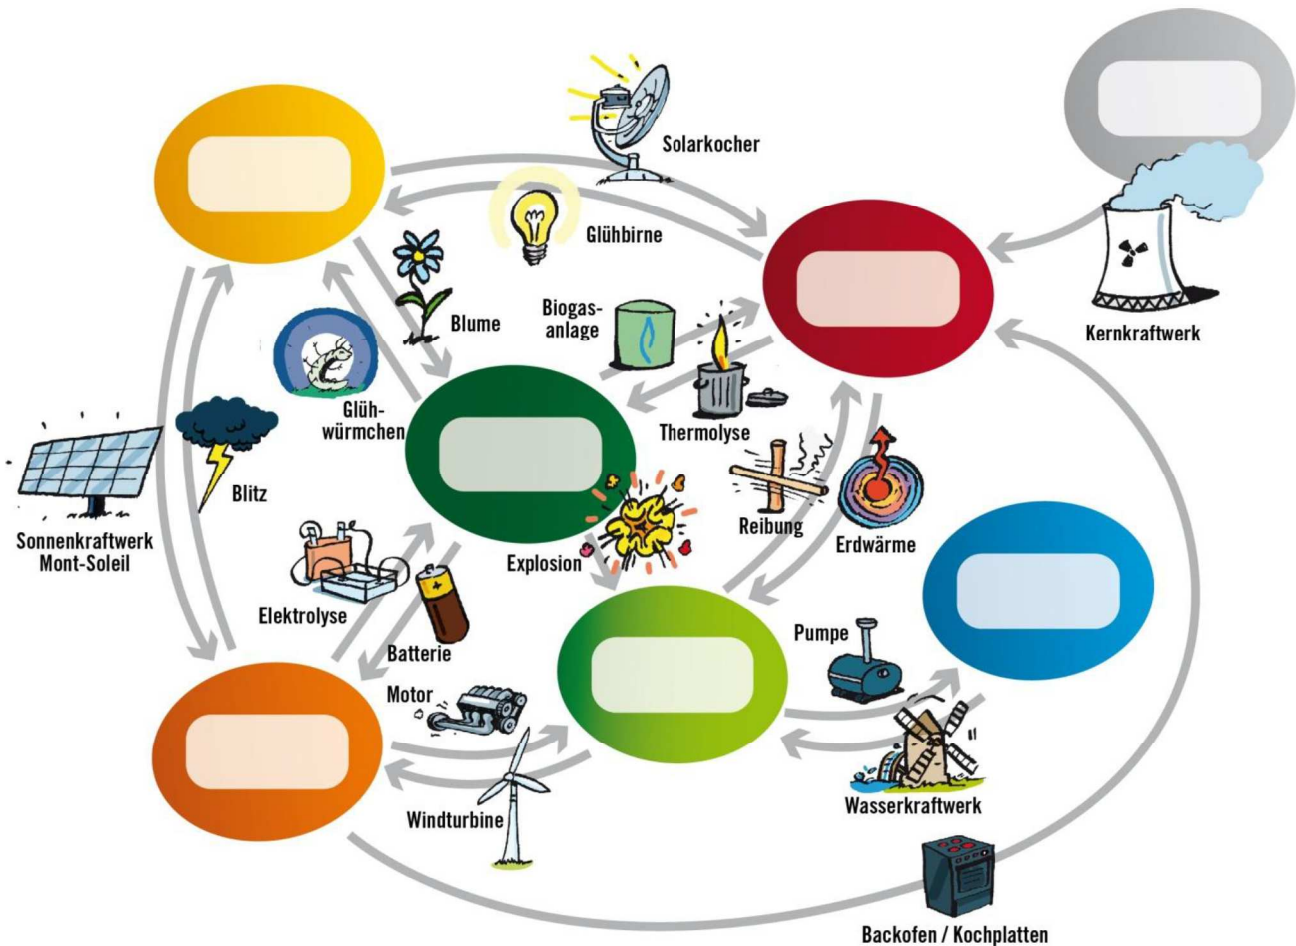 Solarkocher
Glühbirne
Biogas-
anlage
Blume
Kernkraftwerk
Glüh-
würmchen
Thermolyse
Blitz
Reibung
Erdwärme
Sonnenkraftwerk
Mont-Soleil
Explosion
Elektrolyse
Batterie
Pumpe
Motor
Windturbine
Wasserkraftwerk
Backofen / Kochplatten